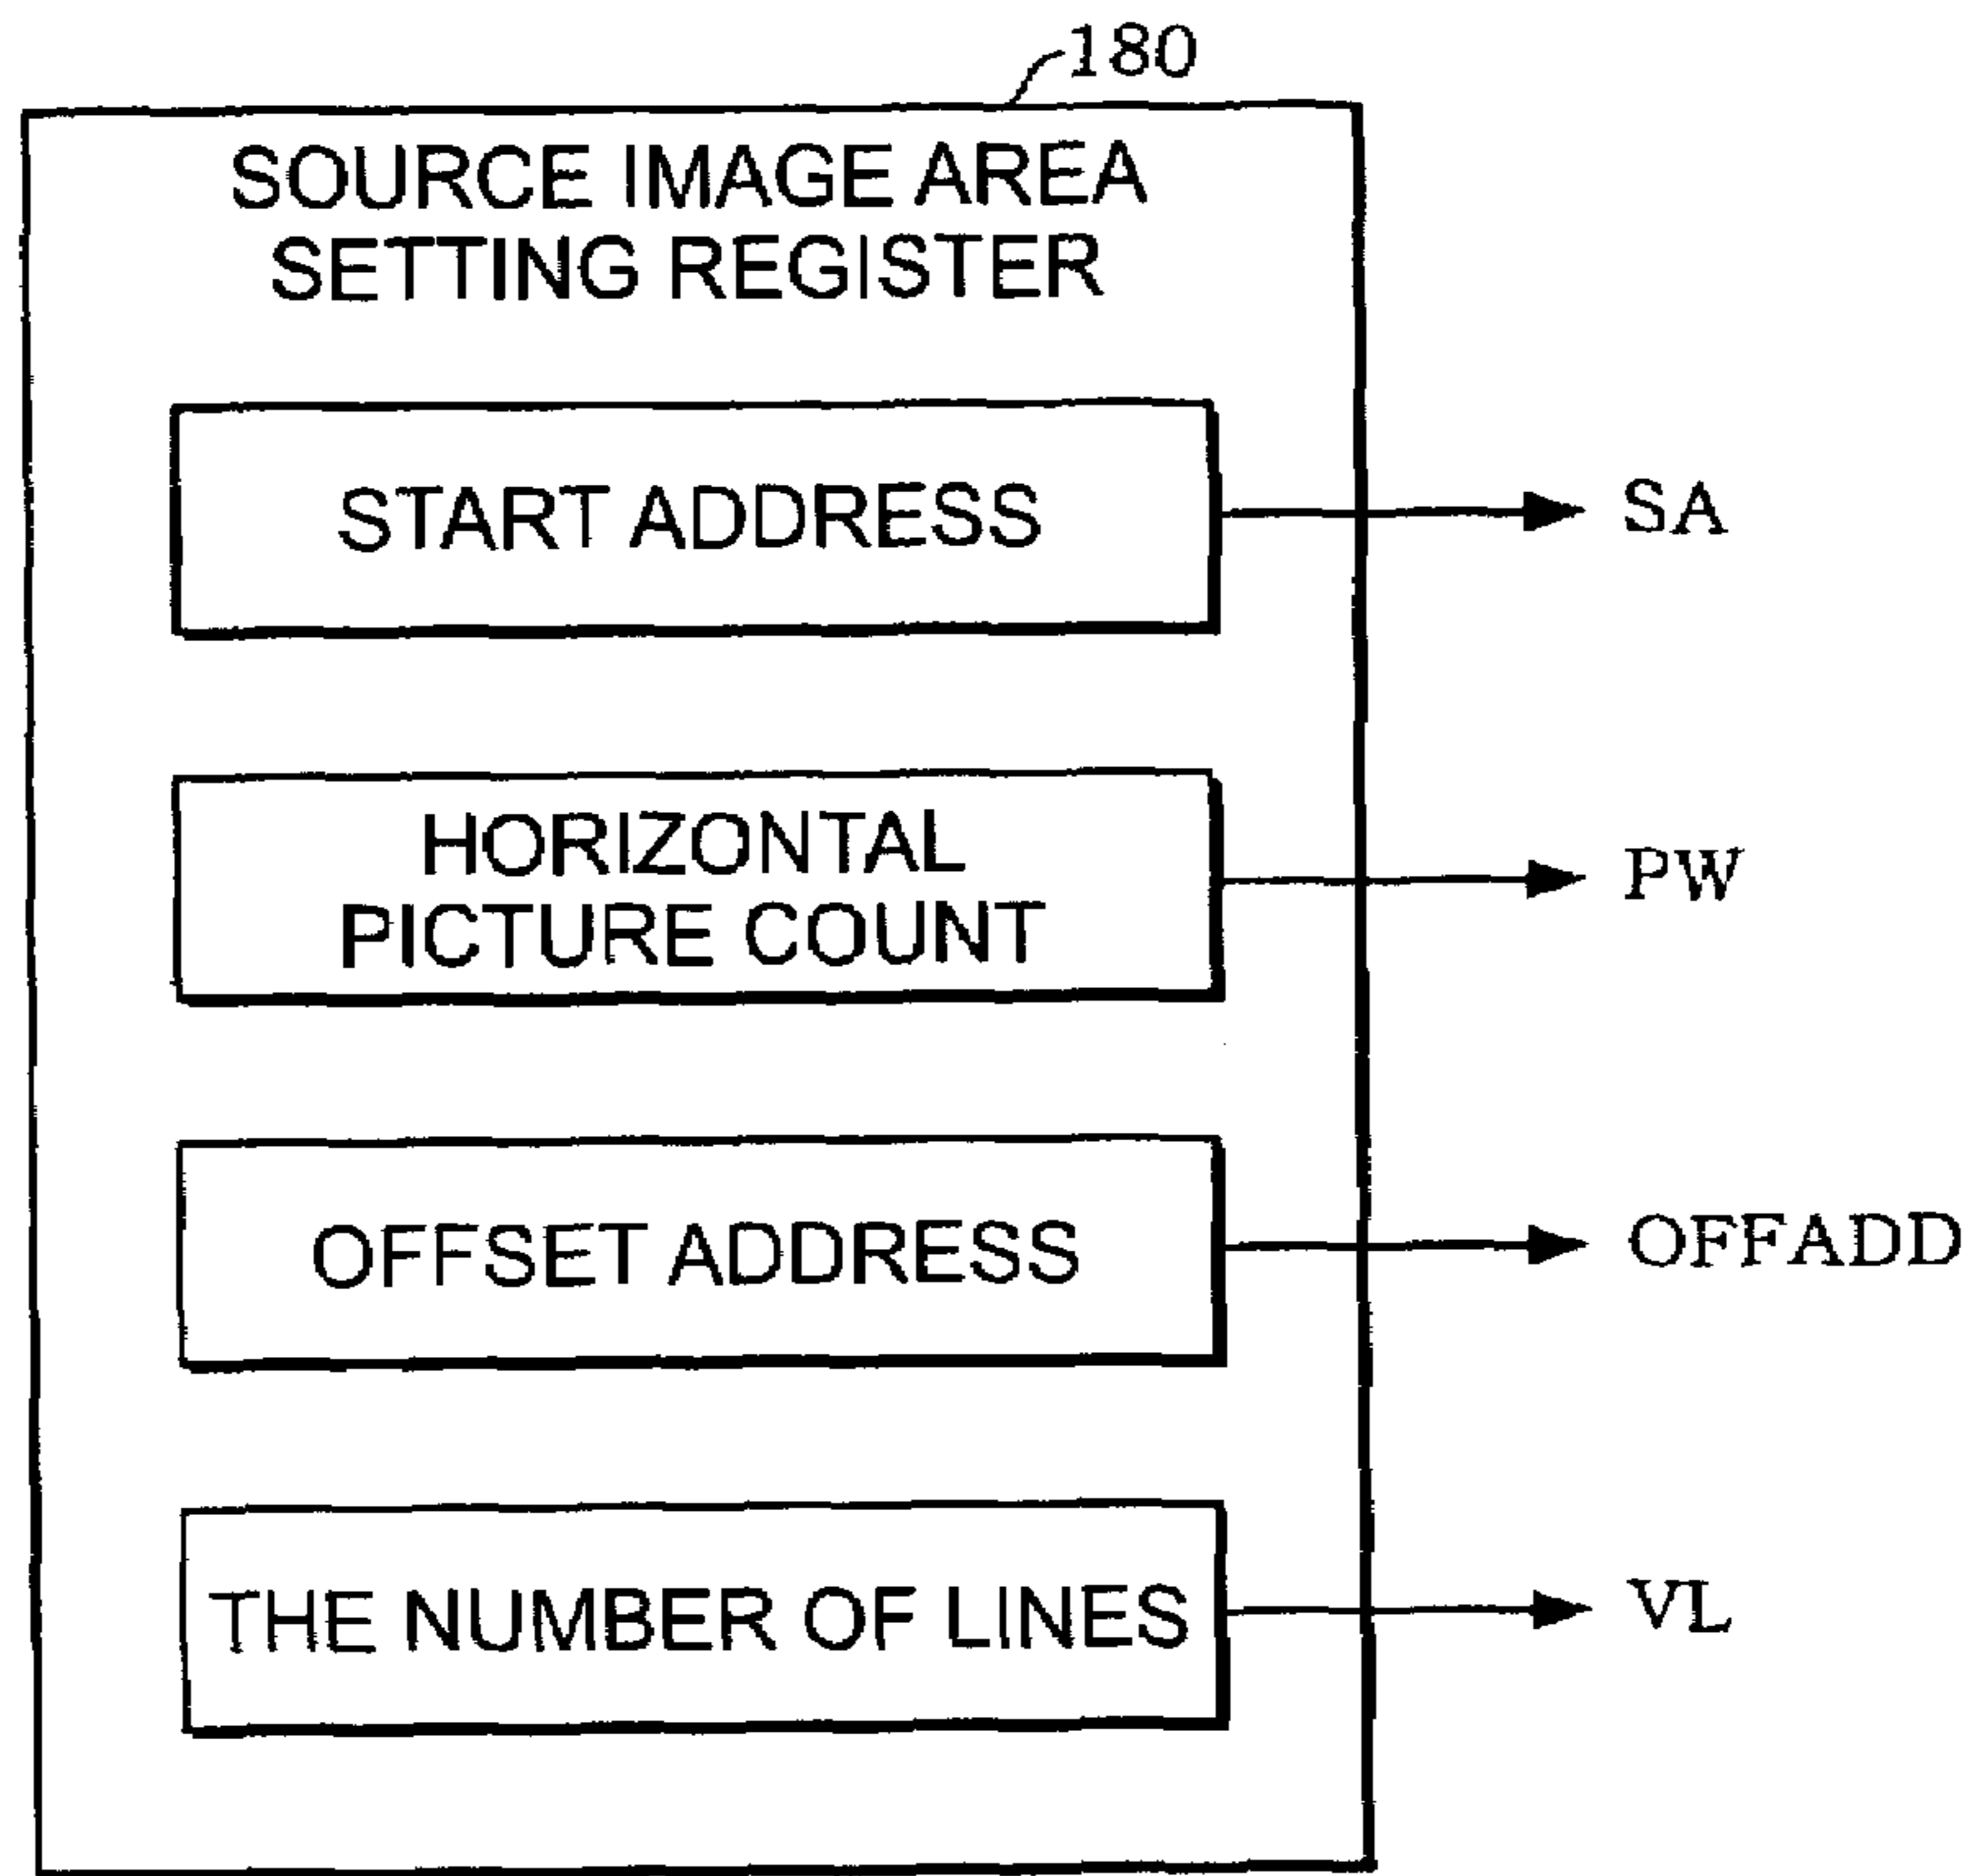 180
SOURCE IMAGE AREA
SETTING REGISTER
START ADDRESS
SA
HORIZONTAL
PICTURE COUNT
PW
OFFSET ADDRESS
OFFADD
THE NUMBER OF LINES
VL